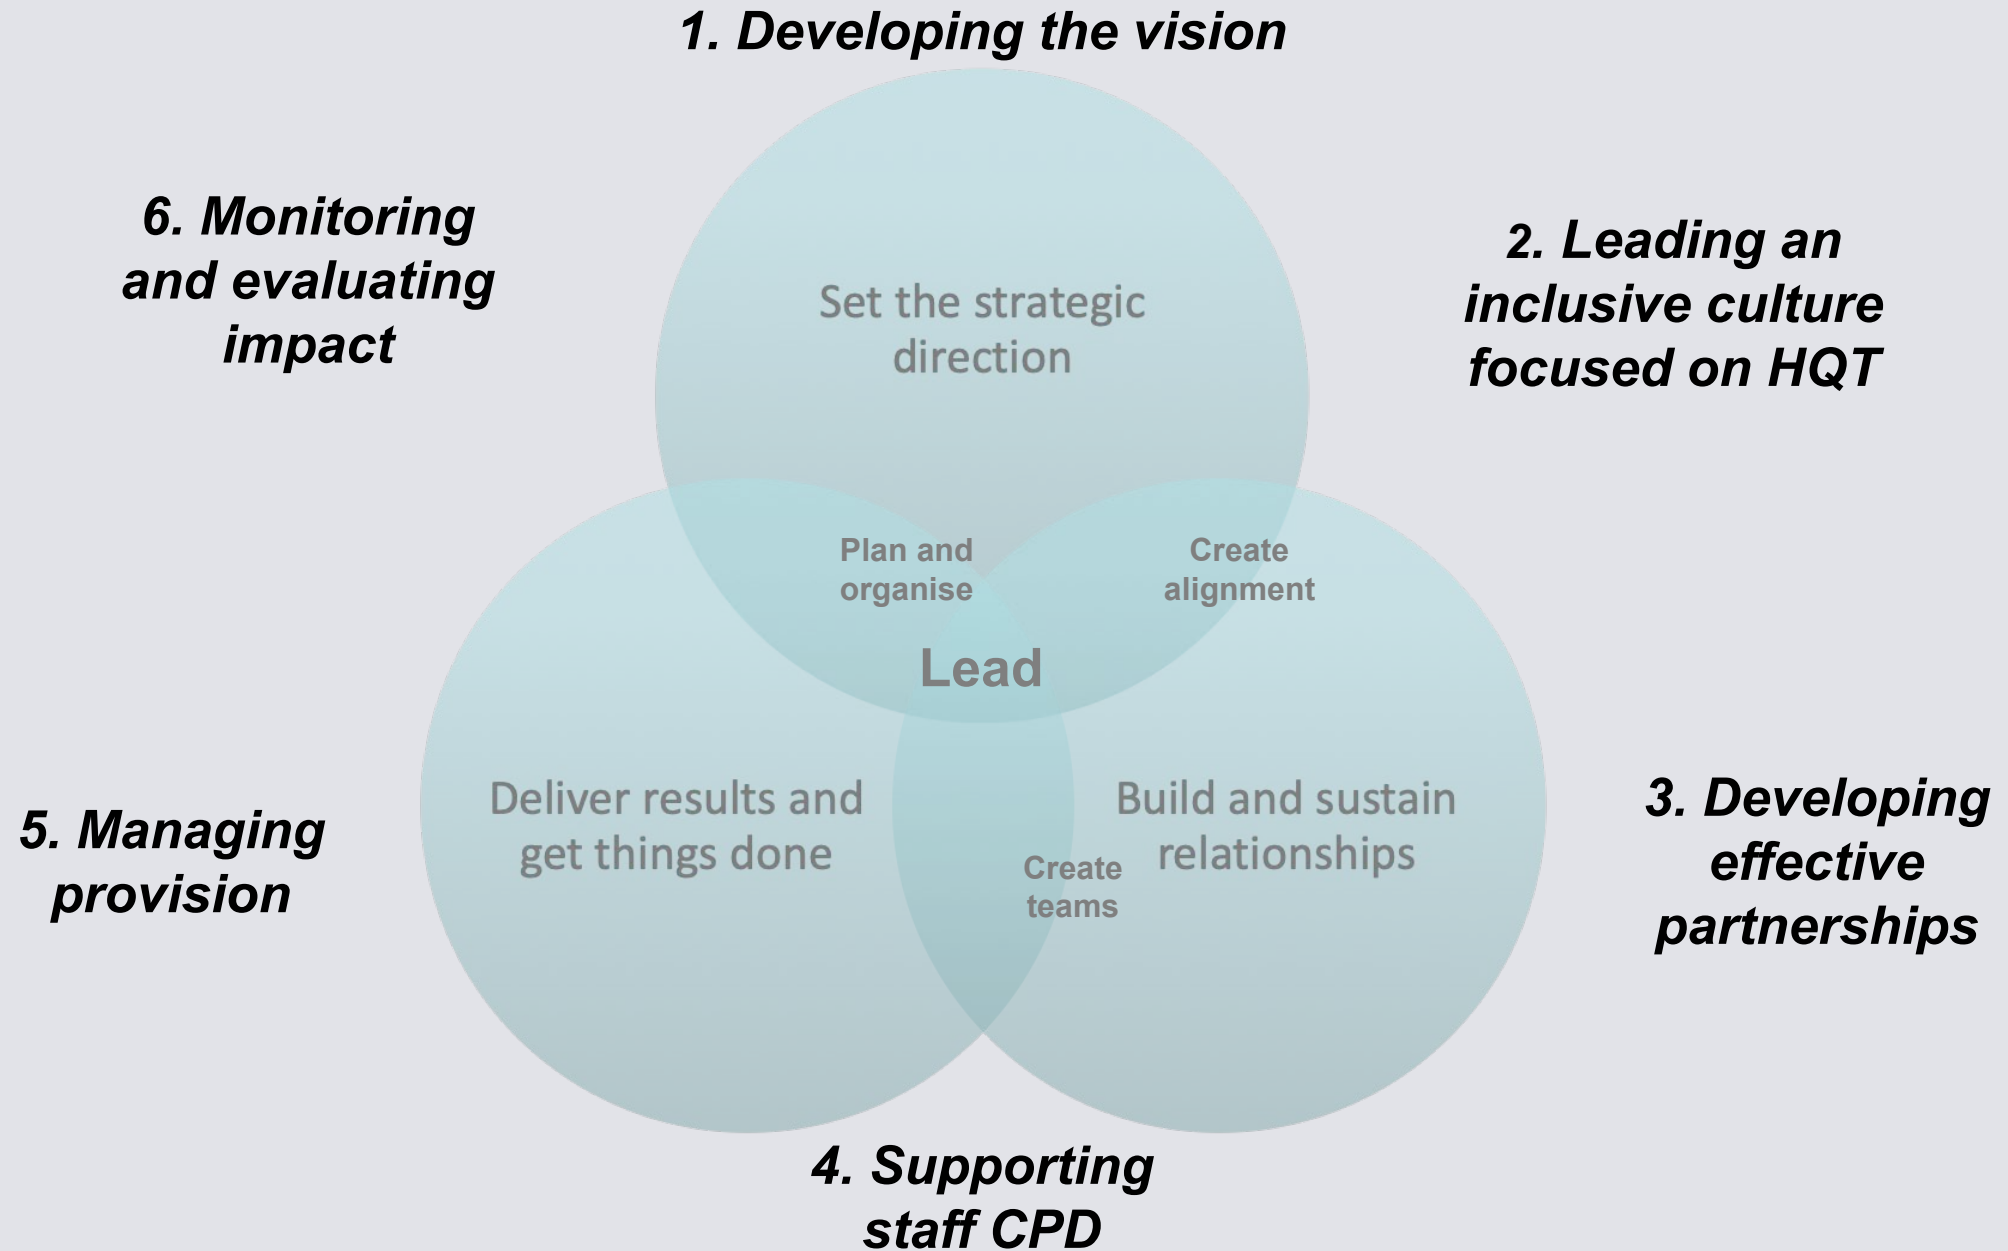 1. Developing the vision
6. Monitoring
and evaluating
impact
2. Leading an
inclusive culture
focused on HQT
Set the strategic
direction
Plan and
organise
Create
alignment
Lead
Deliver results and
get things done
Build and sustain
relationships
Create
teams
5. Managing
provision
3. Developing
effective
partnerships
4. Supporting
staff CPD